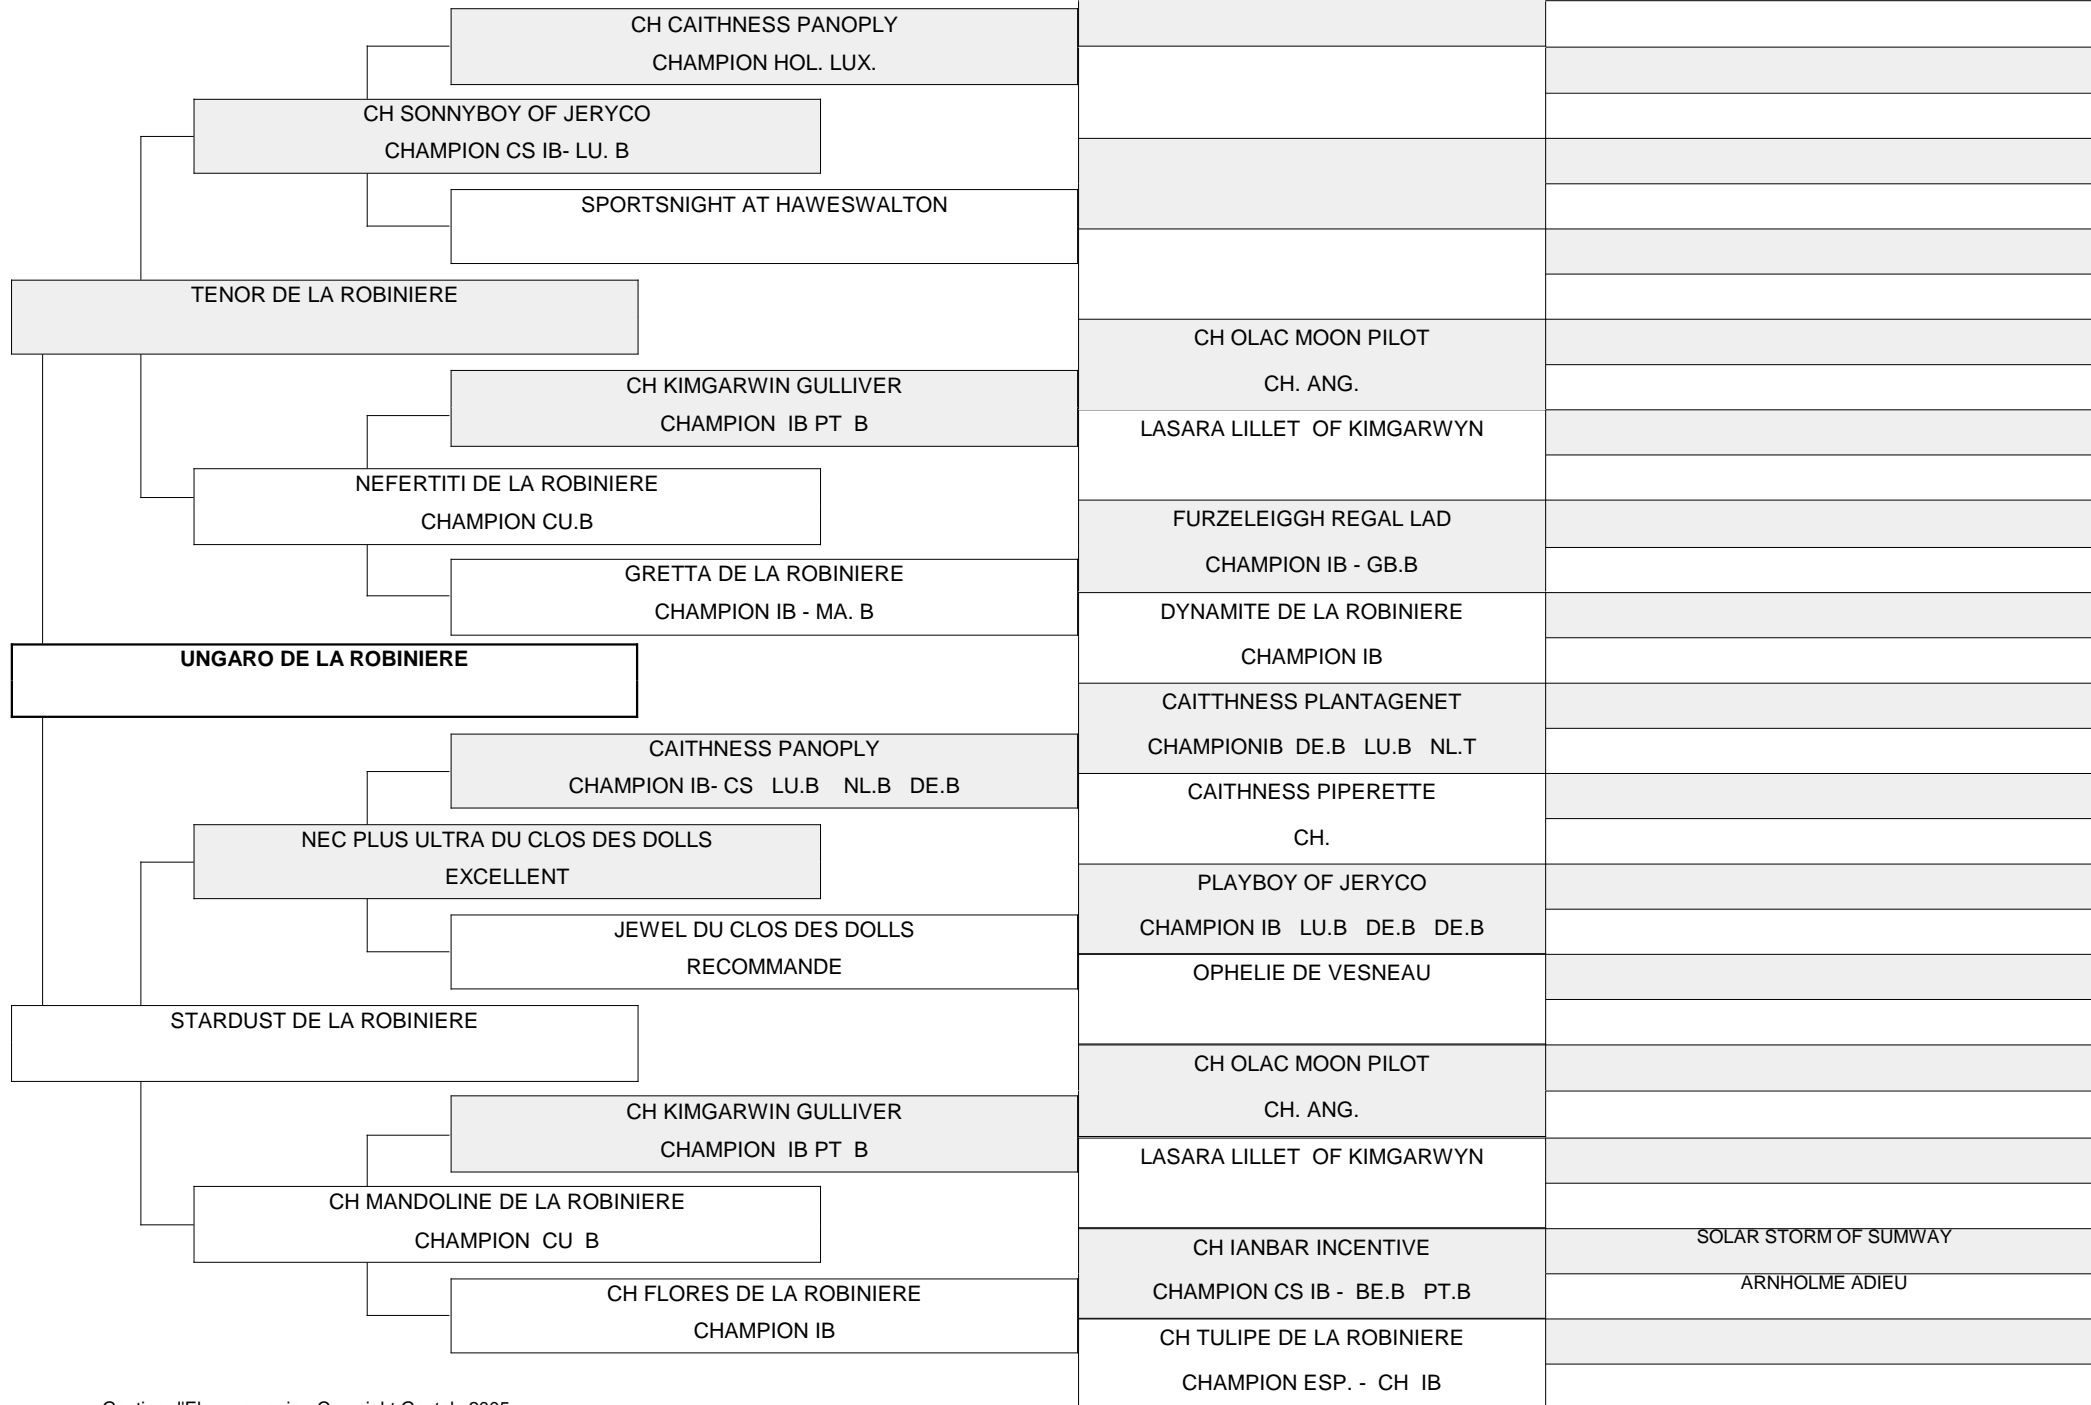 CH CAITHNESS PANOPLY
CHAMPION HOL. LUX.
CH SONNYBOY OF JERYCO
CHAMPION CS IB- LU. B
SPORTSNIGHT AT HAWESWALTON
TENOR DE LA ROBINIERE
CH OLAC MOON PILOT
CH. ANG.
CH KIMGARWIN GULLIVER
CHAMPION IB PT B
LASARA LILLET OF KIMGARWYN
NEFERTITI DE LA ROBINIERE
CHAMPION CU.B
FURZELEIGGH REGAL LAD
CHAMPION IB - GB.B
GRETTA DE LA ROBINIERE
CHAMPION IB - MA. B
DYNAMITE DE LA ROBINIERE
CHAMPION IB
UNGARO DE LA ROBINIERE
CAITTHNESS PLANTAGENET
CHAMPIONIB DE.B LU.B NL.T
CAITHNESS PANOPLY
CHAMPION IB- CS LU.B NL.B DE.B
CAITHNESS PIPERETTE
CH.
NEC PLUS ULTRA DU CLOS DES DOLLS
EXCELLENT
PLAYBOY OF JERYCO
CHAMPION IB LU.B DE.B DE.B
JEWEL DU CLOS DES DOLLS
RECOMMANDE
OPHELIE DE VESNEAU
STARDUST DE LA ROBINIERE
CH OLAC MOON PILOT
CH. ANG.
CH KIMGARWIN GULLIVER
CHAMPION IB PT B
LASARA LILLET OF KIMGARWYN
CH MANDOLINE DE LA ROBINIERE
CHAMPION CU B
CH IANBAR INCENTIVE
CHAMPION CS IB - BE.B PT.B
SOLAR STORM OF SUMWAY
ARNHOLME ADIEU
CH FLORES DE LA ROBINIERE
CHAMPION IB
CH TULIPE DE LA ROBINIERE
CHAMPION ESP. - CH IB